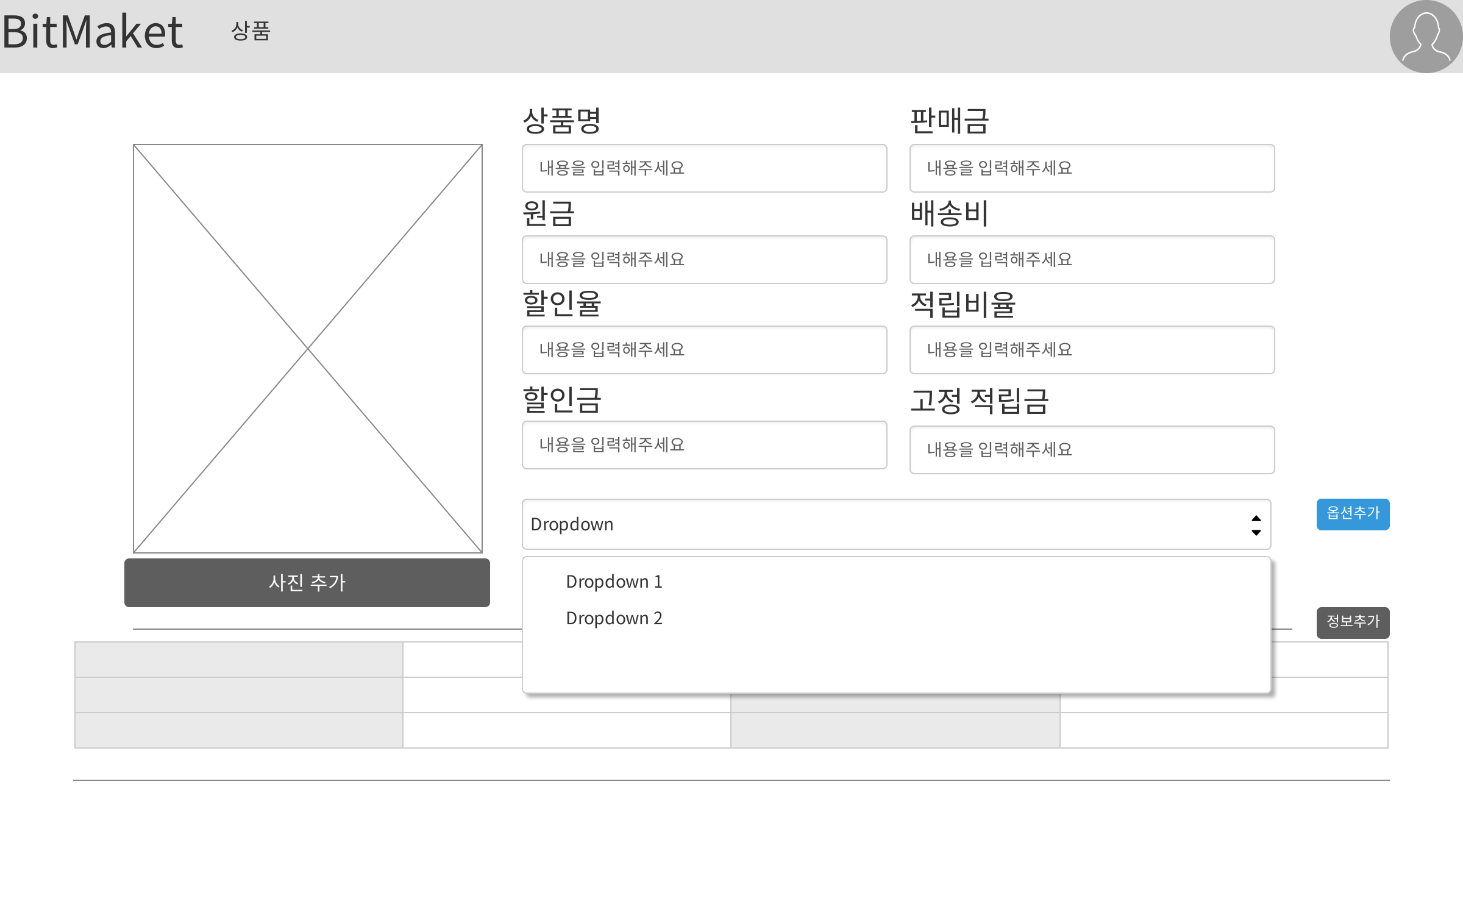 BitMaket 상품
상품명 판매금
내용을 입력해주세요 내용을 입력해주세요
원금 배송비
내용을 입력해주세요 내용을 입력해주세요
할인율 적립비율
내용을 입력해주세요 내용을 입력해주세요
할인금 고정 적립금
내용을 입력해주세요 내용을 입력해주세요
Dropdown 옵션추가
Dropdown 1
사진 추가
Dropdown 2
정보추가